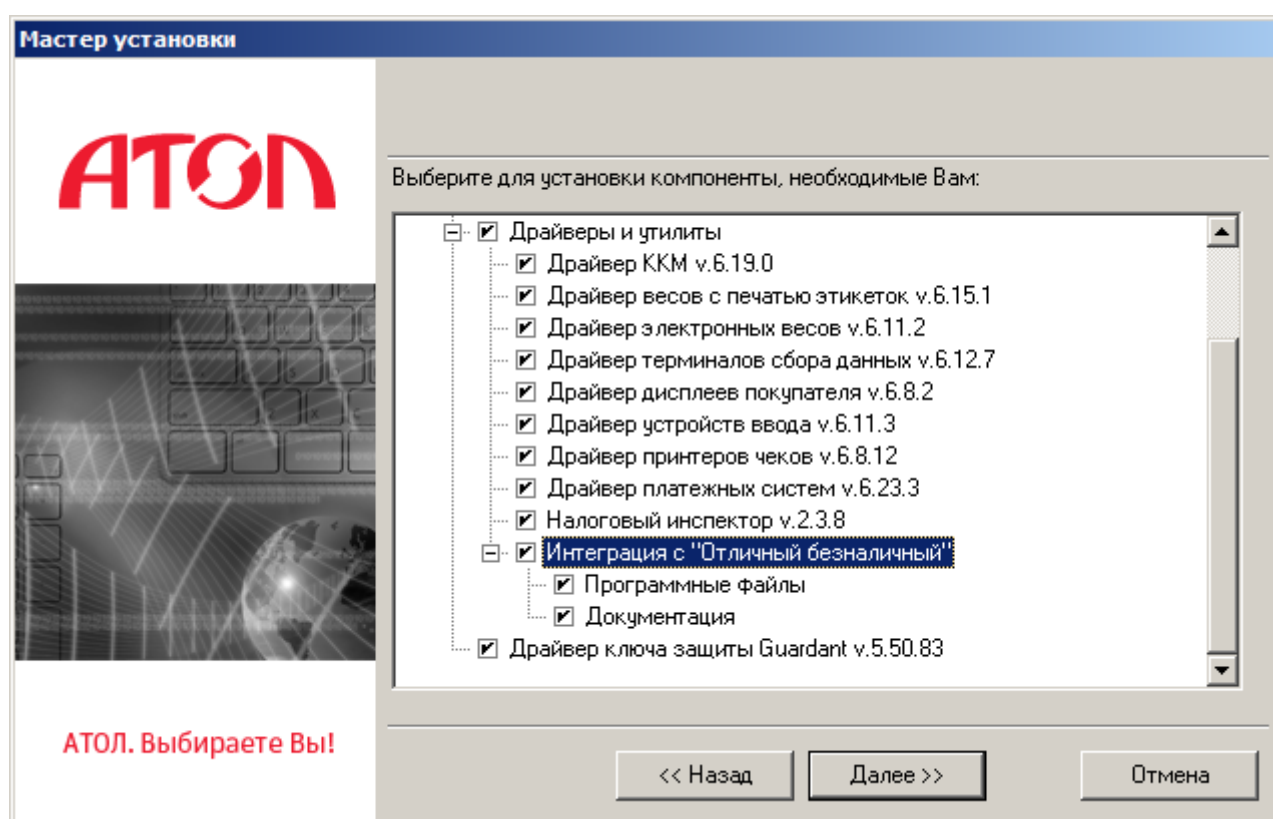 Мастер установки
АТОЛ
Выберите для установки компоненты, необходимые Вам:
Драйверы и утилиты
Драйвер ККМ v.6.19.0
Драйвер весов с печатью этикеток v.6.15.1
Драйвер электронных весов v.6.11.2
Драйвер терминалов сбора данных v.6.12.7
Драйвер дисплеев покупателя v.6.8.2
Драйвер устройств ввода v.6.11.3
Драйвер принтеров чеков v.6.8.12
Драйвер платежных систем v.6.23.3
Налоговый инспектор v.2.3.8
Интеграция с "Отличный безналичный"
Программные файлы
Документация
Драйвер ключа защиты Guardant v.5.50.83
АТОЛ. Выбираете Вы!
<< Назад
Далее >>
Отмена